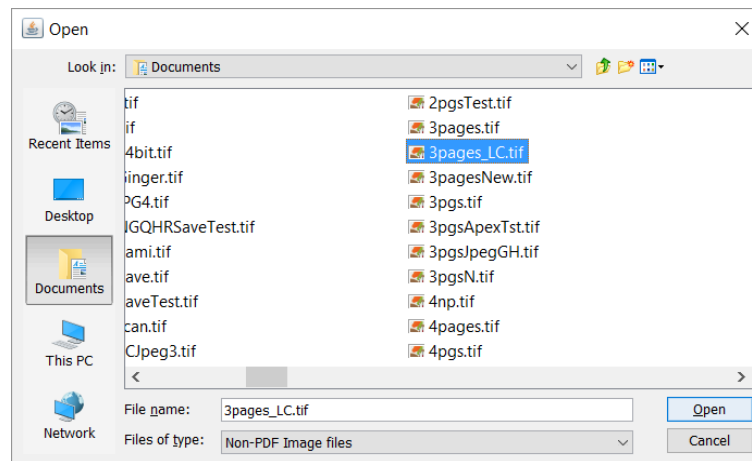 Open
Look in: Documents
Recent Items
Desktop
Documents
This PC
Network
tif
if
4bit.tif
inger.tif
PG4.tif
IGQHRSaveTest.tif
ami.tif
ave.tif
aveTest.tif
can.tif
CJpeg3.tif
2pgsTest.tif
3pages.tif
3pages_LC.tif
3pagesNew.tif
3pgs.tif
3pgsApexTst.tif
3pgsJpegGH.tif
3pgsN.tif
4np.tif
4pages.tif
4pgs.tif
File name: 3pages_LC.tif Open
Files of type: Non-PDF Image files Cancel